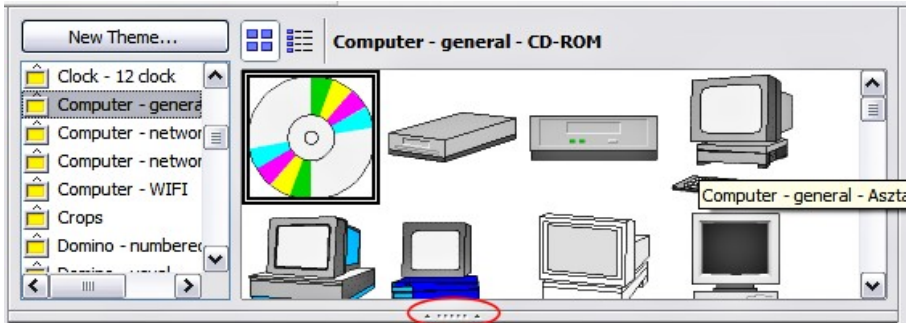 New Theme...
Computer - general - CD-ROM
Clock - 12 clock
Computer - genera
Computer - networ
Computer - networ
Computer - WIFI
Crops
Domino - numbered
Computer - general - Aszta